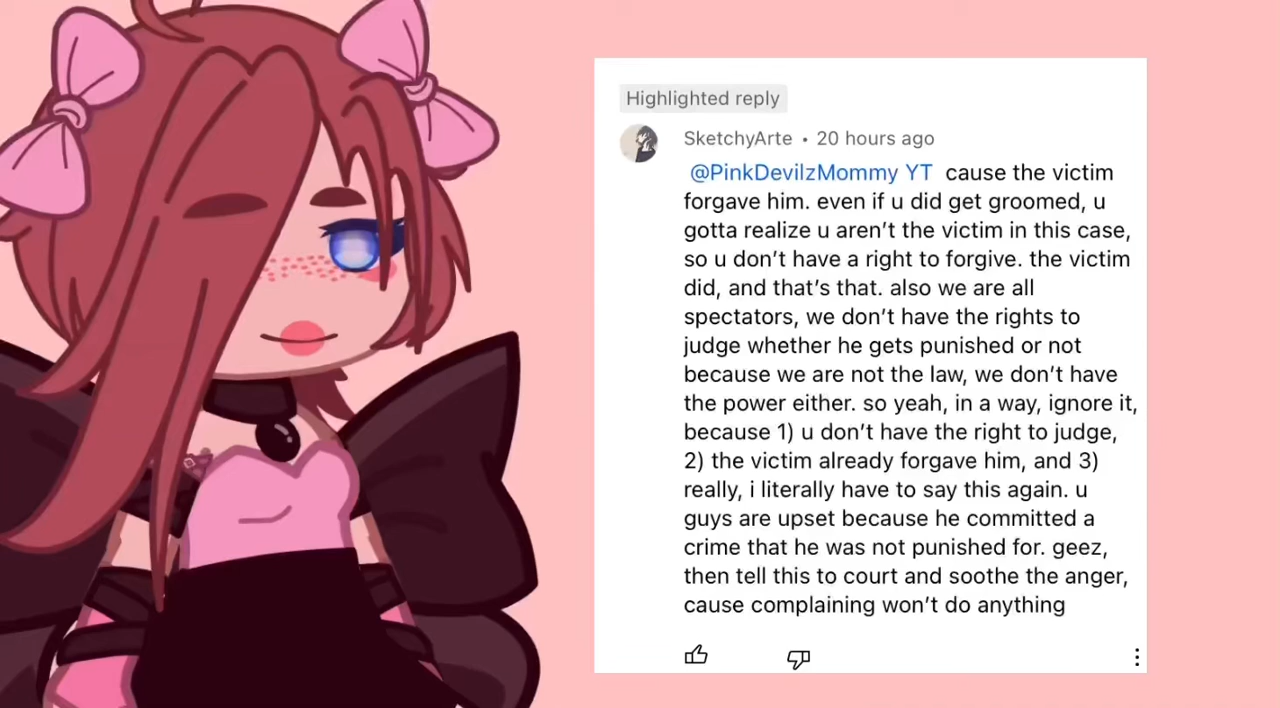 Highlighted reply
SketchyArte • 20 hours ago
@PinkDevilzMommy YT cause the victim
forgave him. even if u did get groomed, u
gotta realize u aren’t the victim in this case,
so u don’t have a right to forgive. the victim
did, and that’s that. also we are all
spectators, we don’t have the rights to
judge whether he gets punished or not
because we are not the law, we don’t have
the power either. so yeah, in a way, ignore it,
because 1) u don’t have the right to judge,
2) the victim already forgave him, and 3)
really, i literally have to say this again. u
guys are upset because he committed a
crime that he was not punished for. geez,
then tell this to court and soothe the anger,
cause complaining won’t do anything